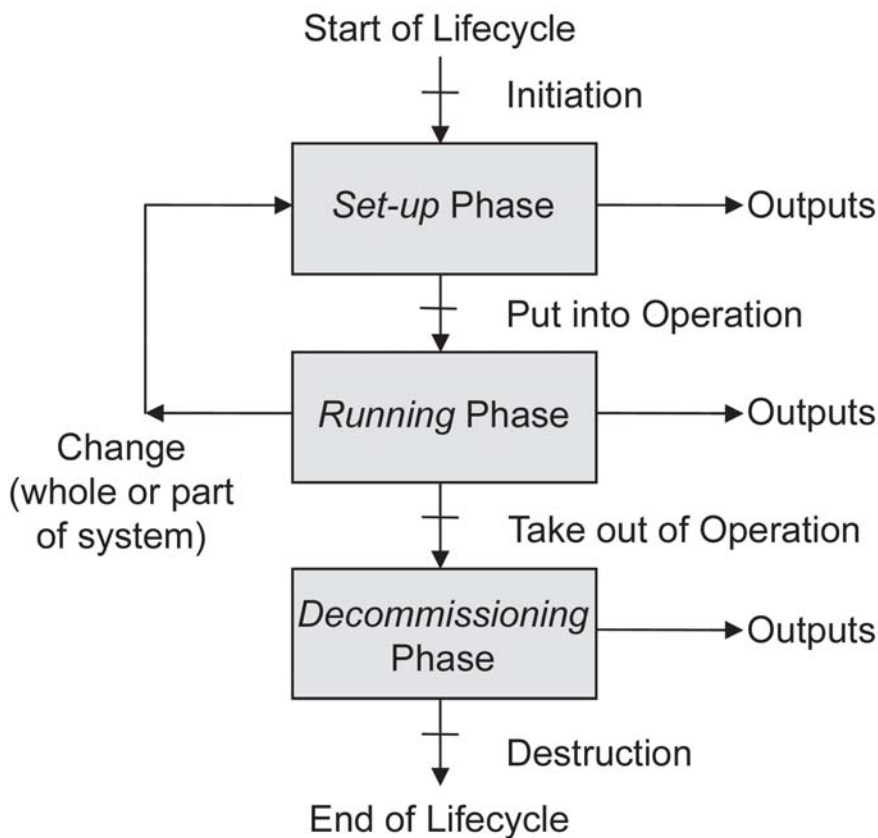 Start of Lifecycle
Initiation
Set-up Phase
Outputs
Put into Operation
Running Phase
Outputs
Change
(whole or part
of system)
Take out of Operation
Decommissioning
Phase
Outputs
Destruction
End of Lifecycle